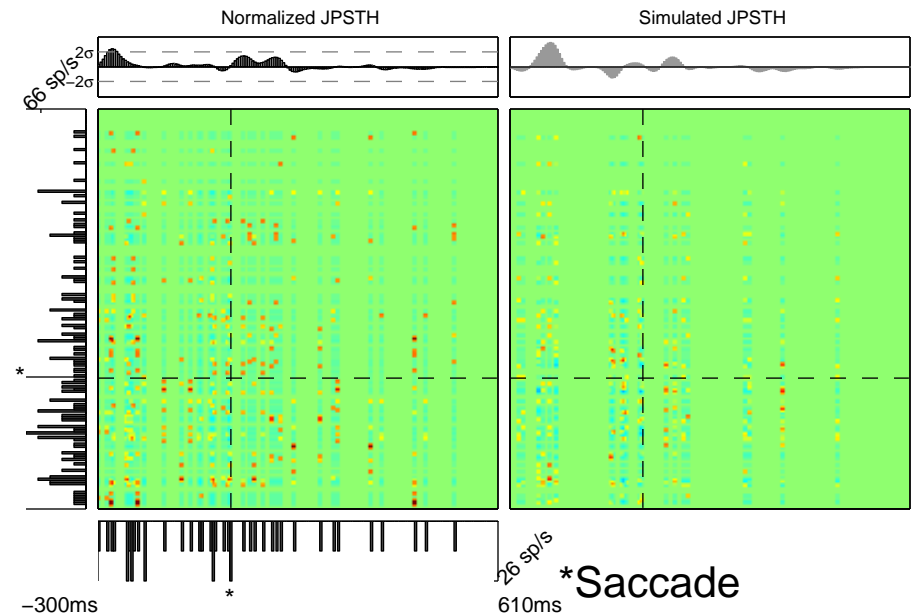 Normalized JPSTH
Simulated JPSTH
66 sp/s
2σ
−2σ
*
*
26 sp/s
*Saccade
−300ms
610ms